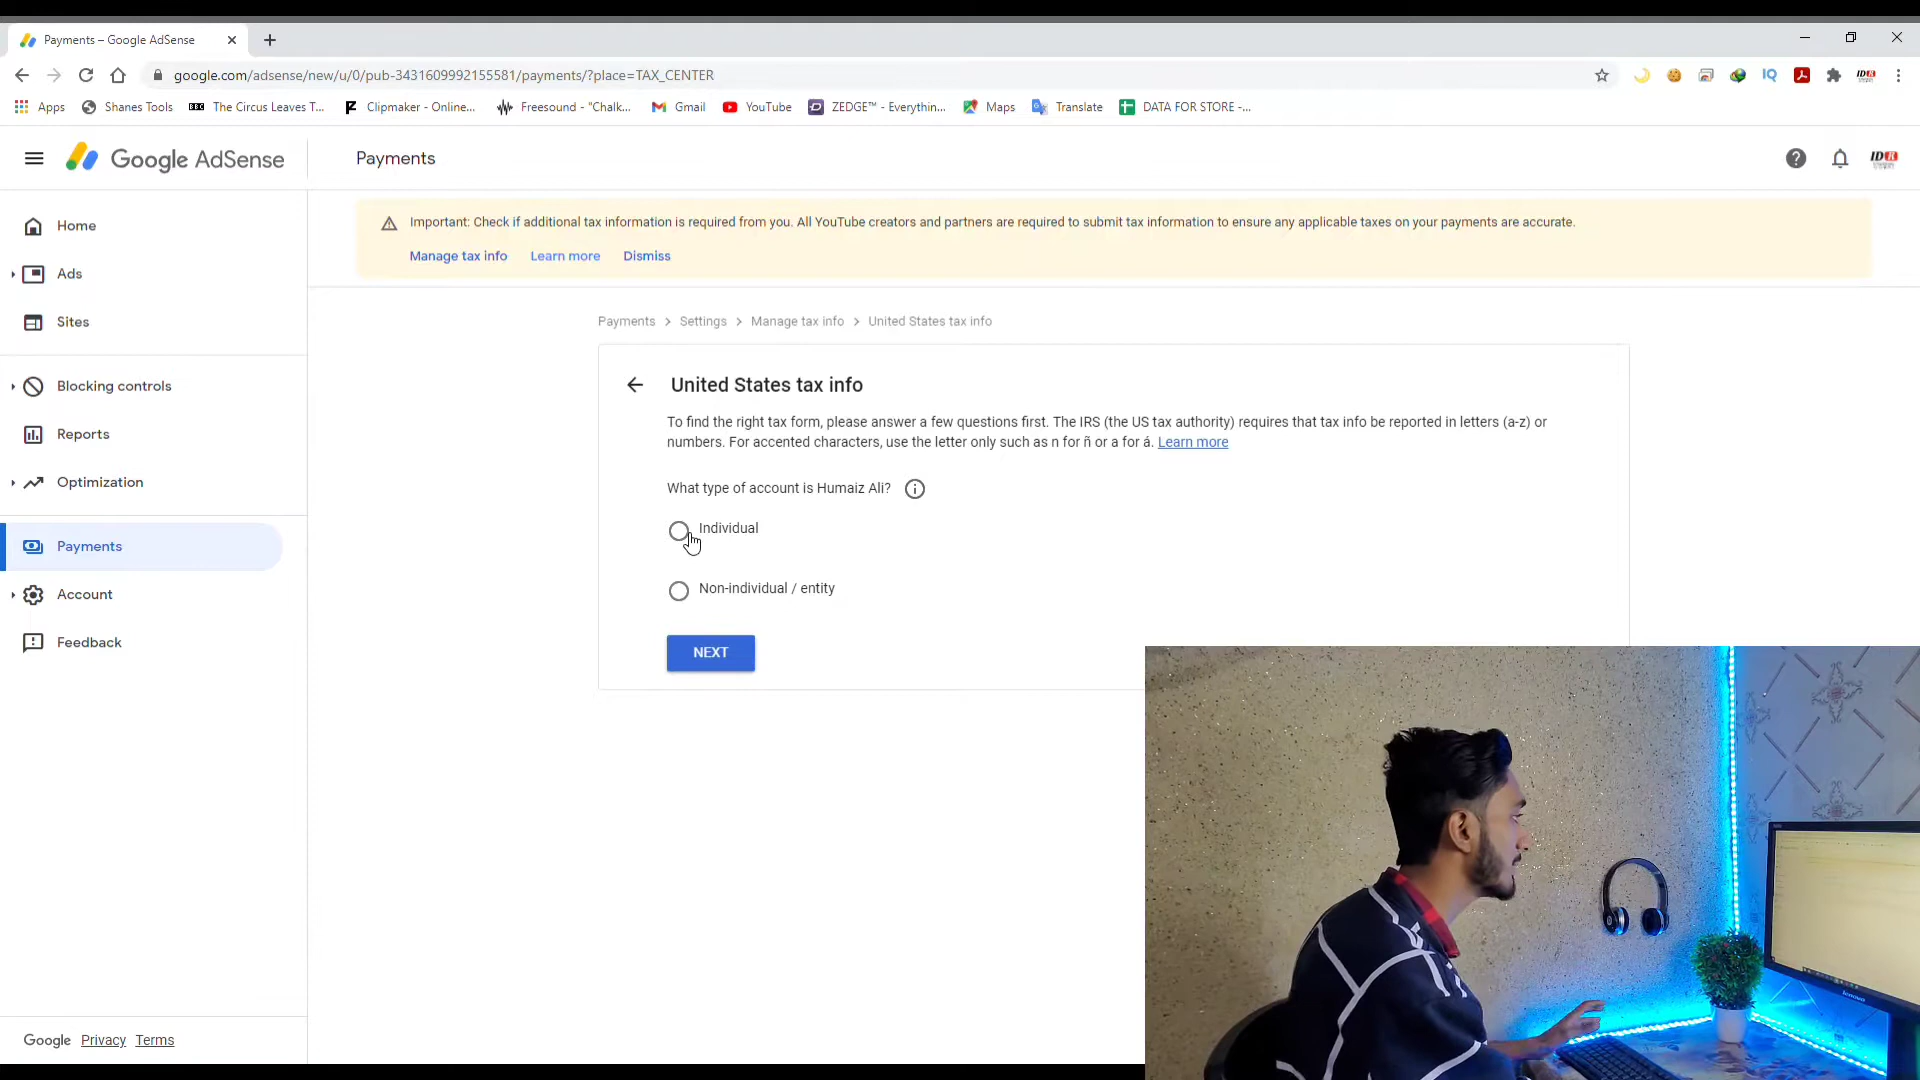 Payments – Google AdSense
google.com/adsense/new/u/0/pub-3431609992155581/payments/?place=TAX_CENTER
Apps
Shanes Tools
The Circus Leaves T...
Clipmaker - Online...
Freesound - "Chalk...
Gmail
YouTube
ZEDGE™ - Everythin...
Maps
Translate
DATA FOR STORE -...
Google AdSense
Payments
Home
Ads
Sites
Blocking controls
Reports
Optimization
Payments
Account
Feedback
Google Privacy Terms
Important: Check if additional tax information is required from you. All YouTube creators and partners are required to submit tax information to ensure any applicable taxes on your payments are accurate.
Manage tax info Learn more Dismiss
Payments > Settings > Manage tax info > United States tax info
United States tax info
To find the right tax form, please answer a few questions first. The IRS (the US tax authority) requires that tax info be reported in letters (a-z) or
numbers. For accented characters, use the letter only such as n for ñ or a for á. Learn more
What type of account is Humaiz Ali?
Individual
Non-individual / entity
NEXT
lenovo